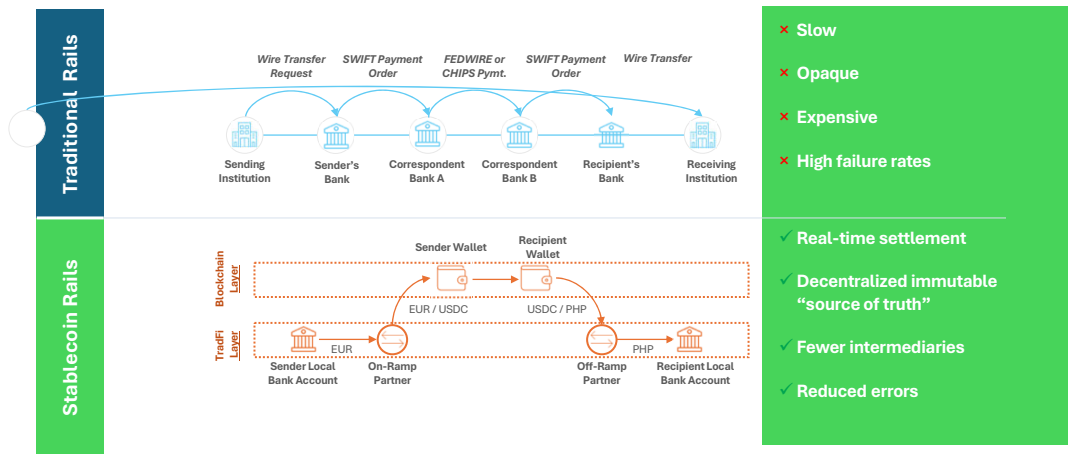 Traditional Rails
Wire Transfer
Request
SWIFT Payment
Order
FEDWIRE or
CHIPS Pymt.
SWIFT Payment
Order
Wire Transfer
Sending
Institution
Sender's
Bank
Correspondent
Bank A
Correspondent
Bank B
Recipient's
Bank
Receiving
Institution
× Slow
× Opaque
× Expensive
× High failure rates
Stablecoin Rails
Blockchain
Layer
Sender Wallet
Recipient
Wallet
EUR / USDC
USDC / PHP
TradFi
Layer
EUR
PHP
Sender Local
Bank Account
On-Ramp
Partner
Off-Ramp
Partner
Recipient Local
Bank Account
✓ Real-time settlement
✓ Decentralized immutable
“source of truth”
✓ Fewer intermediaries
✓ Reduced errors